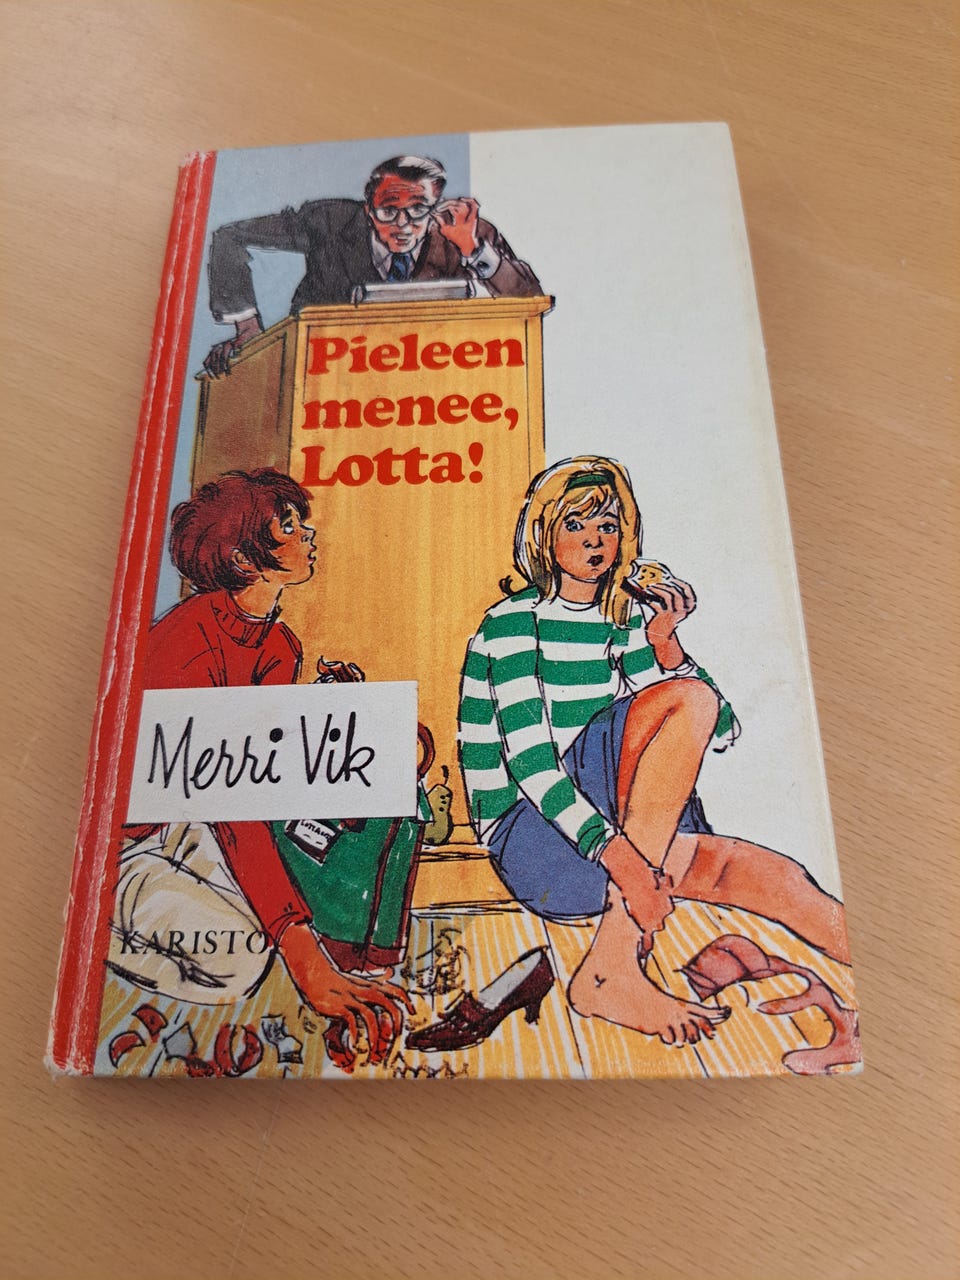 Pieleen
menee,
Lotta!
Merri Vik
KARISTO